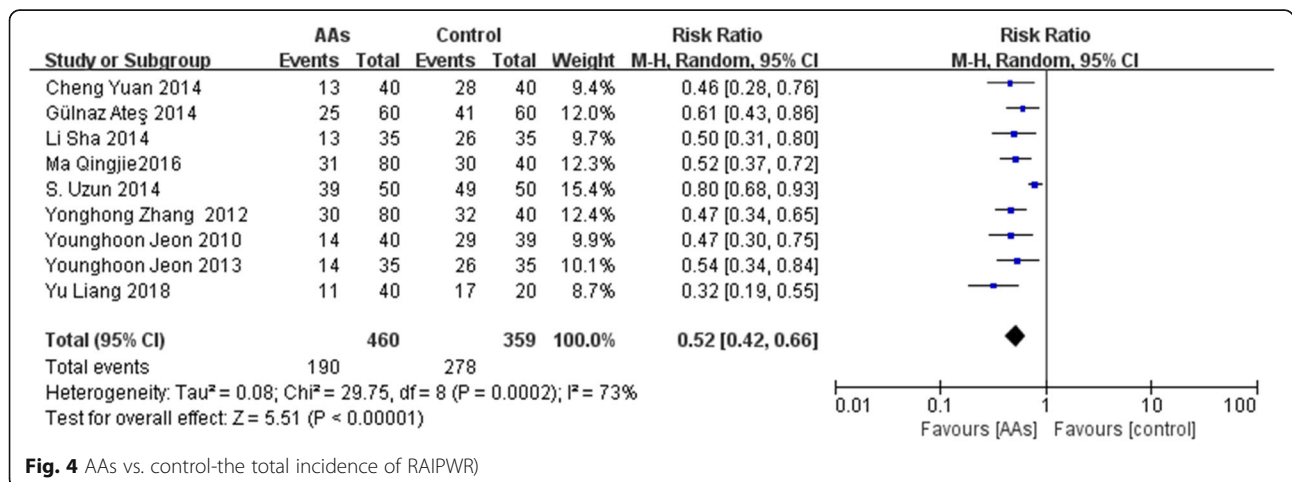 AAs Control Risk Ratio Risk Ratio
Study or Subgroup Events Total Events Total Weight M-H, Random, 95% CI M-H, Random, 95% CI
Cheng Yuan 2014 13 40 28 40 9.4% 0.46 [0.28, 0.76]
Gülnaz Ateş 2014 25 60 41 60 12.0% 0.61 [0.43, 0.86]
Li Sha 2014 13 35 26 35 9.7% 0.50 [0.31, 0.80]
Ma Qingjie2016 31 80 30 40 12.3% 0.52 [0.37, 0.72]
S. Uzun 2014 39 50 49 50 15.4% 0.80 [0.68, 0.93]
Yonghong Zhang 2012 30 80 32 40 12.4% 0.47 [0.34, 0.65]
Younghoon Jeon 2010 14 40 29 39 9.9% 0.47 [0.30, 0.75]
Younghoon Jeon 2013 14 35 26 35 10.1% 0.54 [0.34, 0.84]
Yu Liang 2018 11 40 17 20 8.7% 0.32 [0.19, 0.55]
Total (95% CI) 460 359 100.0% 0.52 [0.42, 0.66]
Total events 190 278
Heterogeneity: Tau² = 0.08; Chi² = 29.75, df = 8 (P = 0.0002); I² = 73%
Test for overall effect: Z = 5.51 (P < 0.00001)
0.01 0.1 1 10 100
Favours [AAs] Favours [control]
Fig. 4 AAs vs. control-the total incidence of RAIPWR)